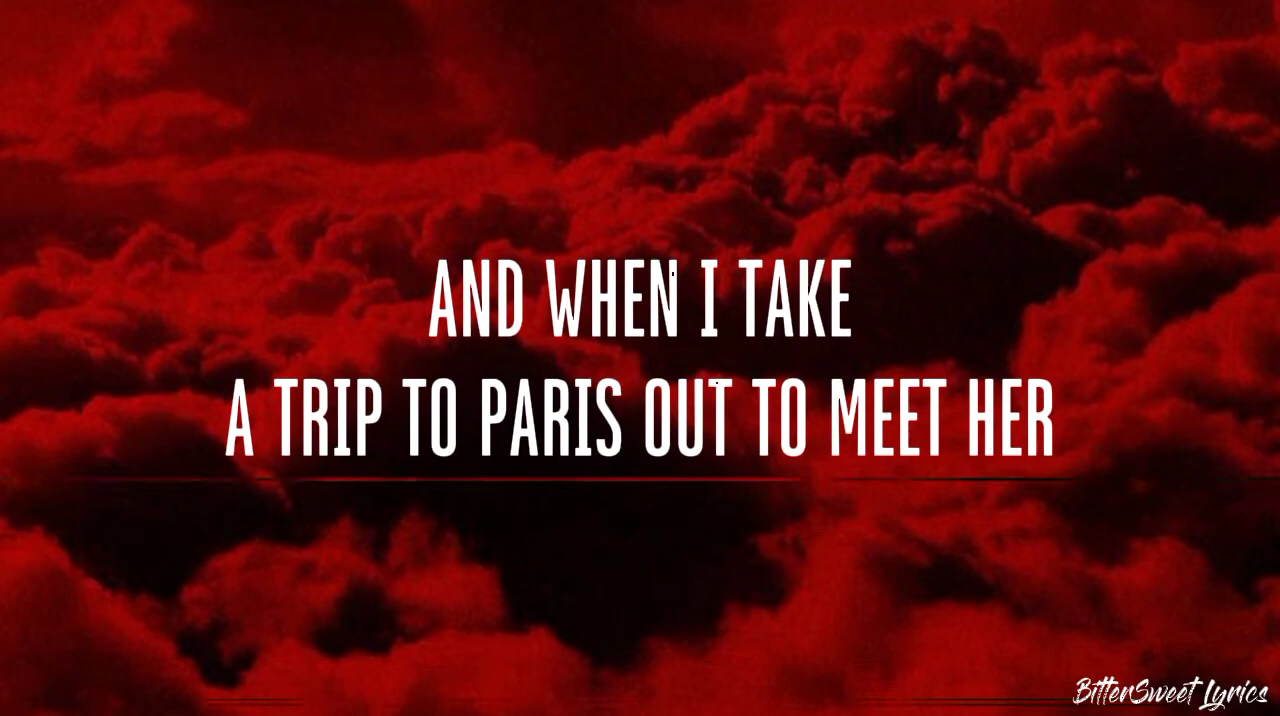 AND WHEN I TAKE
A TRIP TO PARIS OUT TO MEET HER
BitterSweet Lyrics